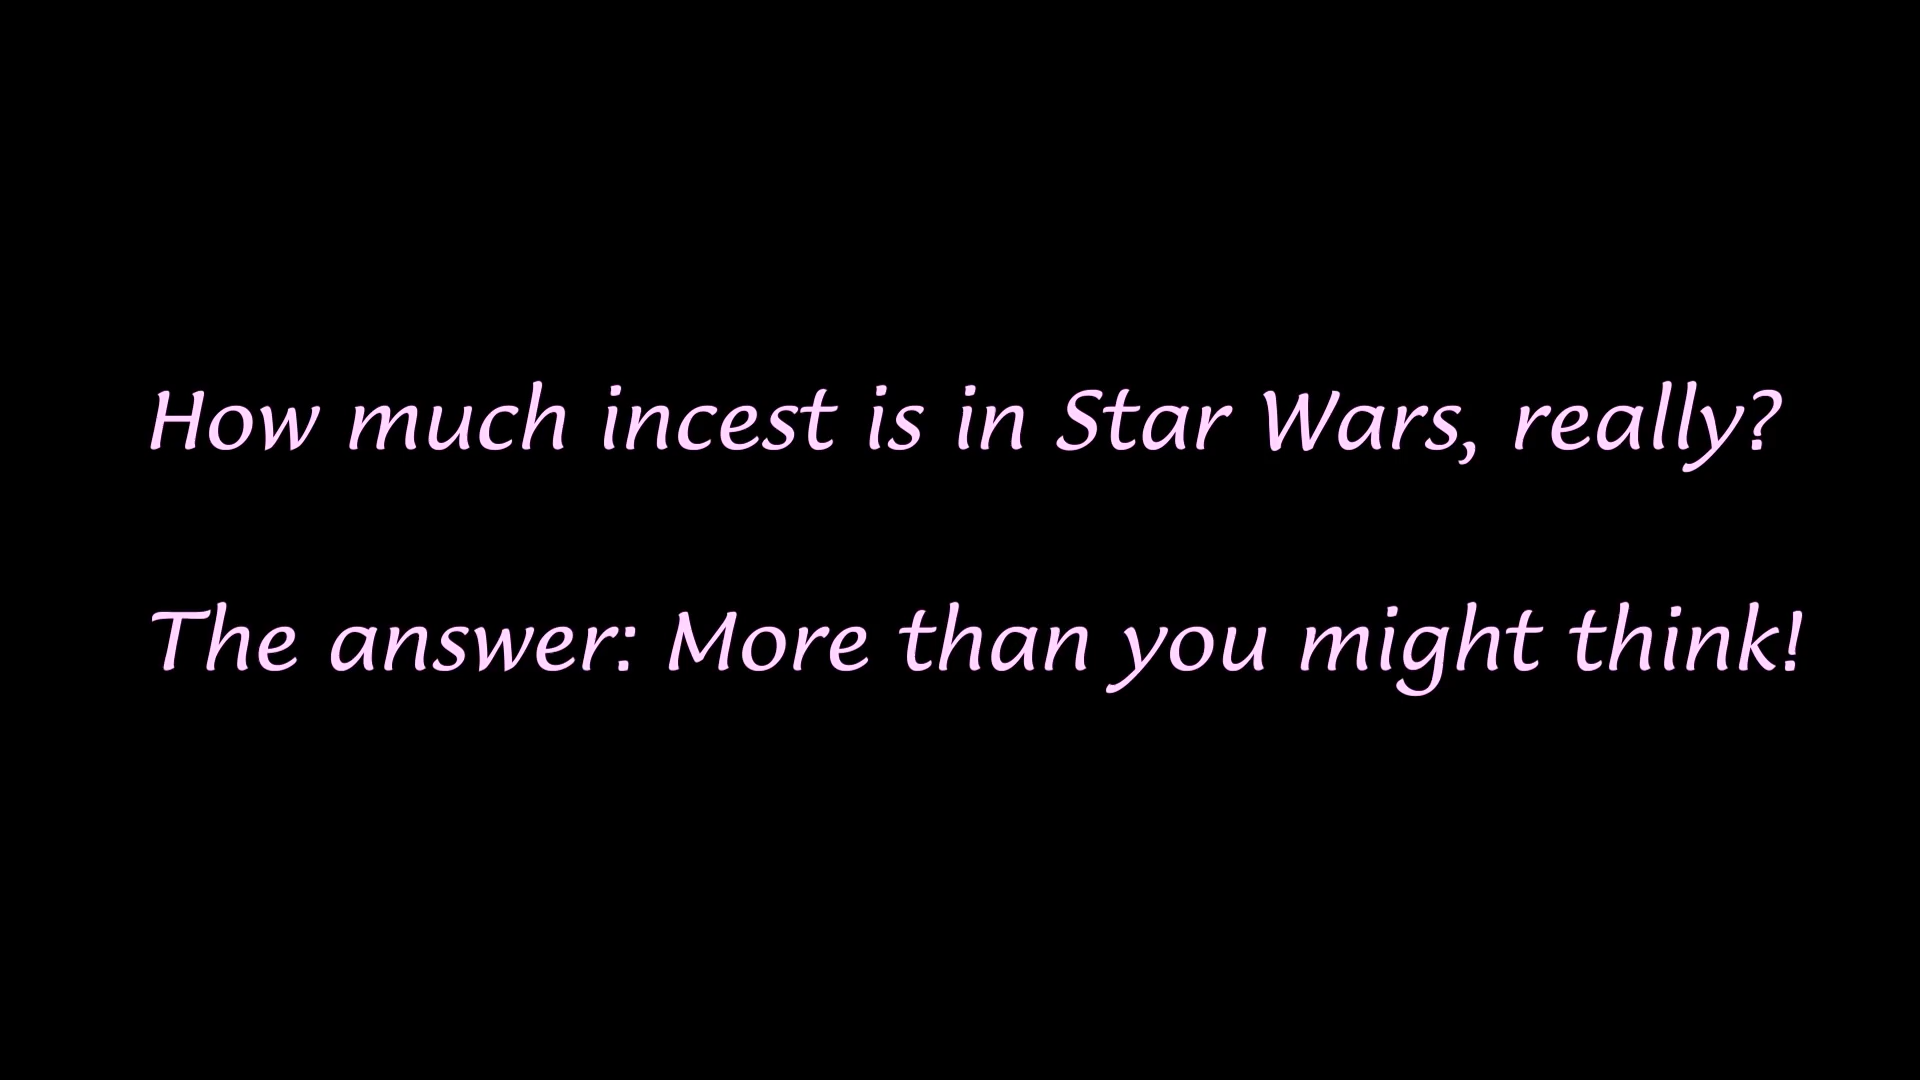 How much incest is in Star Wars, really?
The answer: More than you might think!